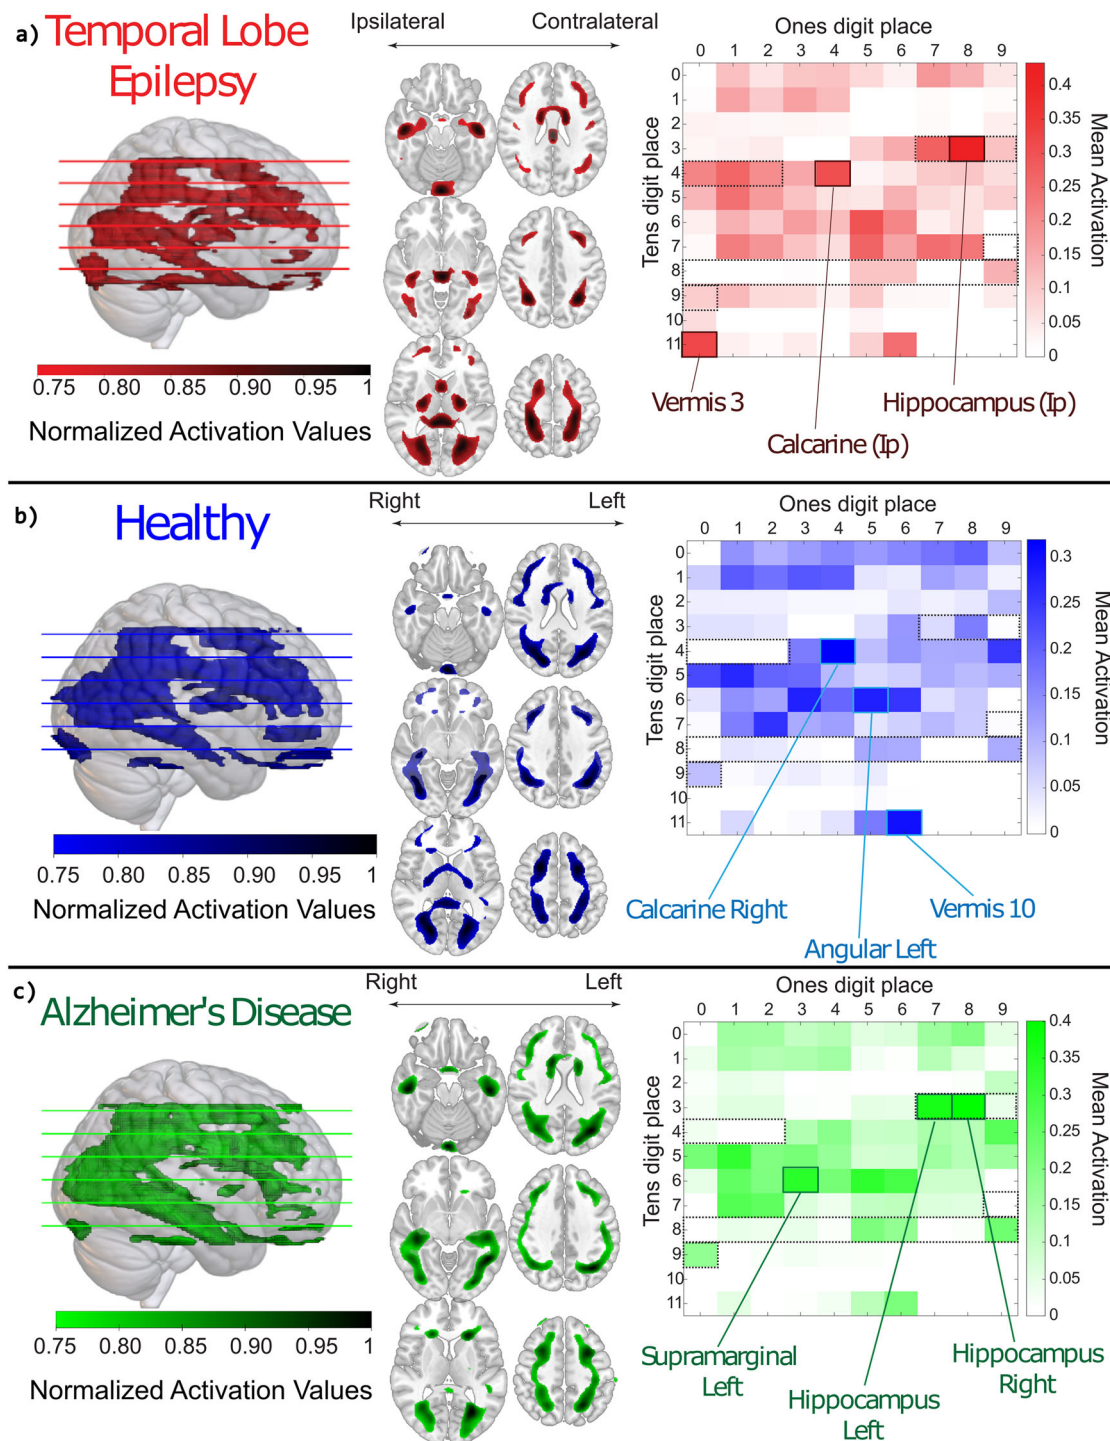 a) Temporal Lobe
Epilepsy
Ipsilateral Contralateral
Ones digit place
0 1 2 3 4 5 6 7 8 9
Tens digit place
0
1
2
3
4
5
6
7
8
9
10
11
0.4
0.35
0.3
0.25
0.2
0.15
0.1
0.05
0
Mean Activation
0.75 0.80 0.85 0.90 0.95 1
Normalized Activation Values
Vermis 3
Calcarine (Ip)
Hippocampus (Ip)
b) Healthy
Right Left
Ones digit place
0 1 2 3 4 5 6 7 8 9
Tens digit place
0
1
2
3
4
5
6
7
8
9
10
11
0.3
0.25
0.2
0.15
0.1
0.05
0
Mean Activation
0.75 0.80 0.85 0.90 0.95 1
Normalized Activation Values
Calcarine Right
Angular Left
Vermis 10
c) Alzheimer's Disease
Right Left
Ones digit place
0 1 2 3 4 5 6 7 8 9
Tens digit place
0
1
2
3
4
5
6
7
8
9
10
11
0.4
0.35
0.3
0.25
0.2
0.15
0.1
0.05
0
Mean Activation
0.75 0.80 0.85 0.90 0.95 1
Normalized Activation Values
Supramarginal
Left
Hippocampus
Left
Hippocampus
Right